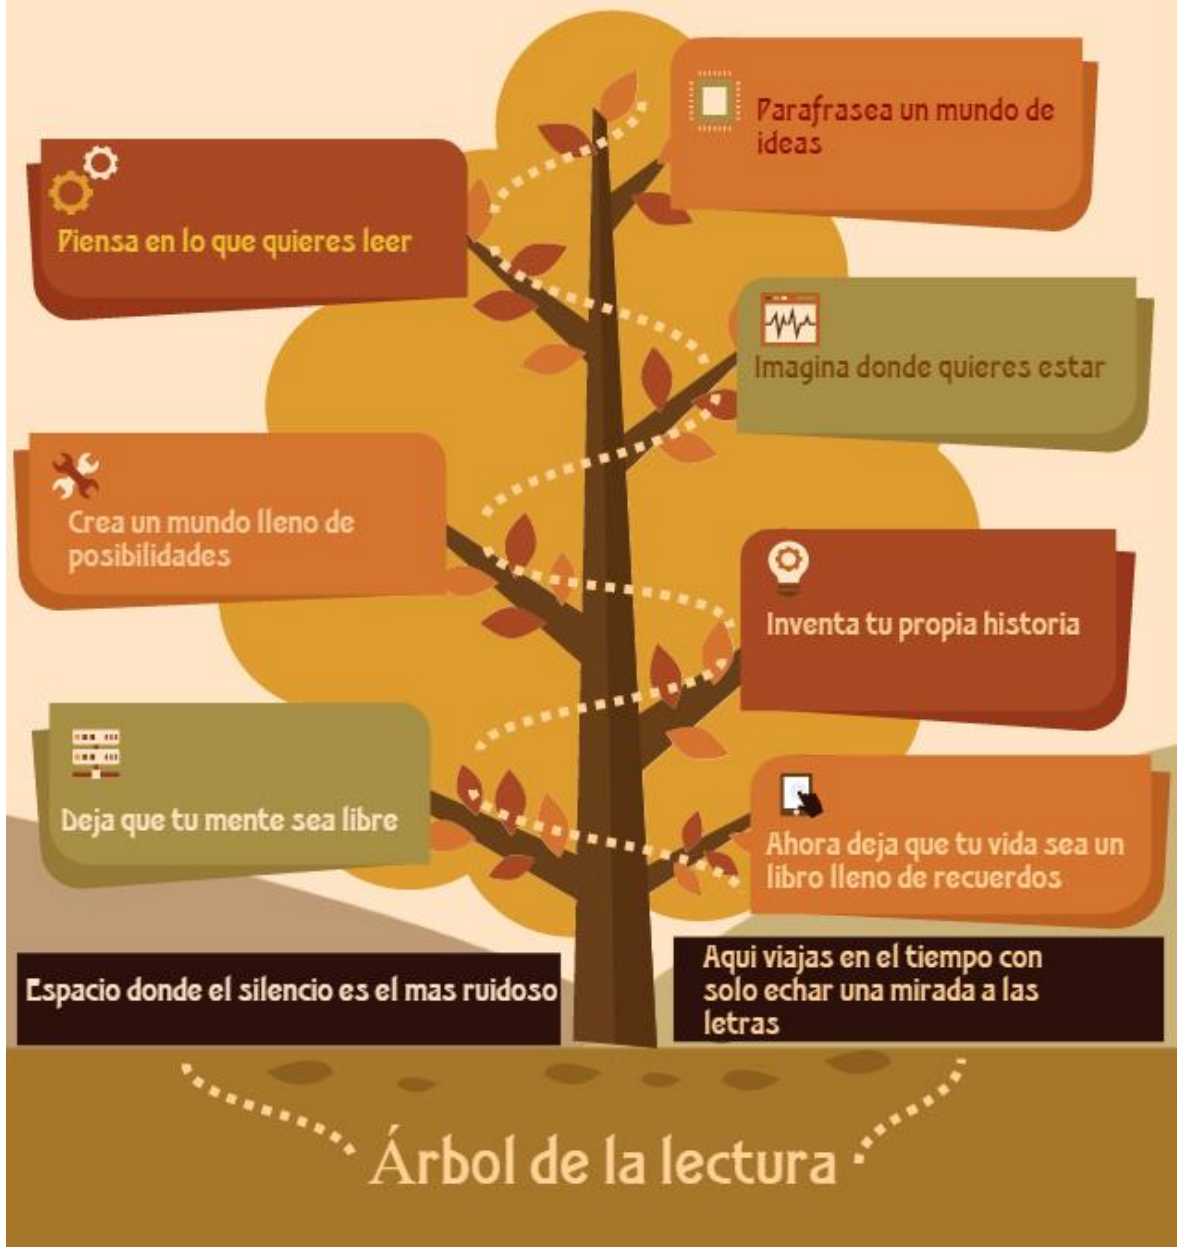 Parafrasea un mundo de
ideas
Piensa en lo que quieres leer
Imagina donde quieres estar
Crea un mundo lleno de
posibilidades
Inventa tu propia historia
Deja que tu mente sea libre
Ahora deja que tu vida sea un
libro lleno de recuerdos
Espacio donde el silencio es el mas ruidoso
Aqui viajas en el tiempo con
solo echar una mirada a las
letras
Árbol de la lectura